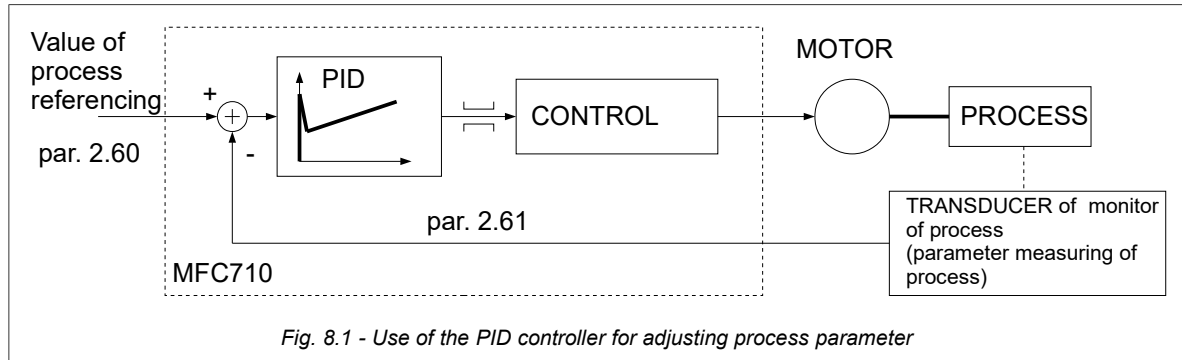 Value of
process
referencing
par. 2.60
+
+
-
PID
CONTROL
MOTOR
PROCESS
par. 2.61
TRANSDUCER of monitor
of process
(parameter measuring of
process)
MFC710
Fig. 8.1 - Use of the PID controller for adjusting process parameter